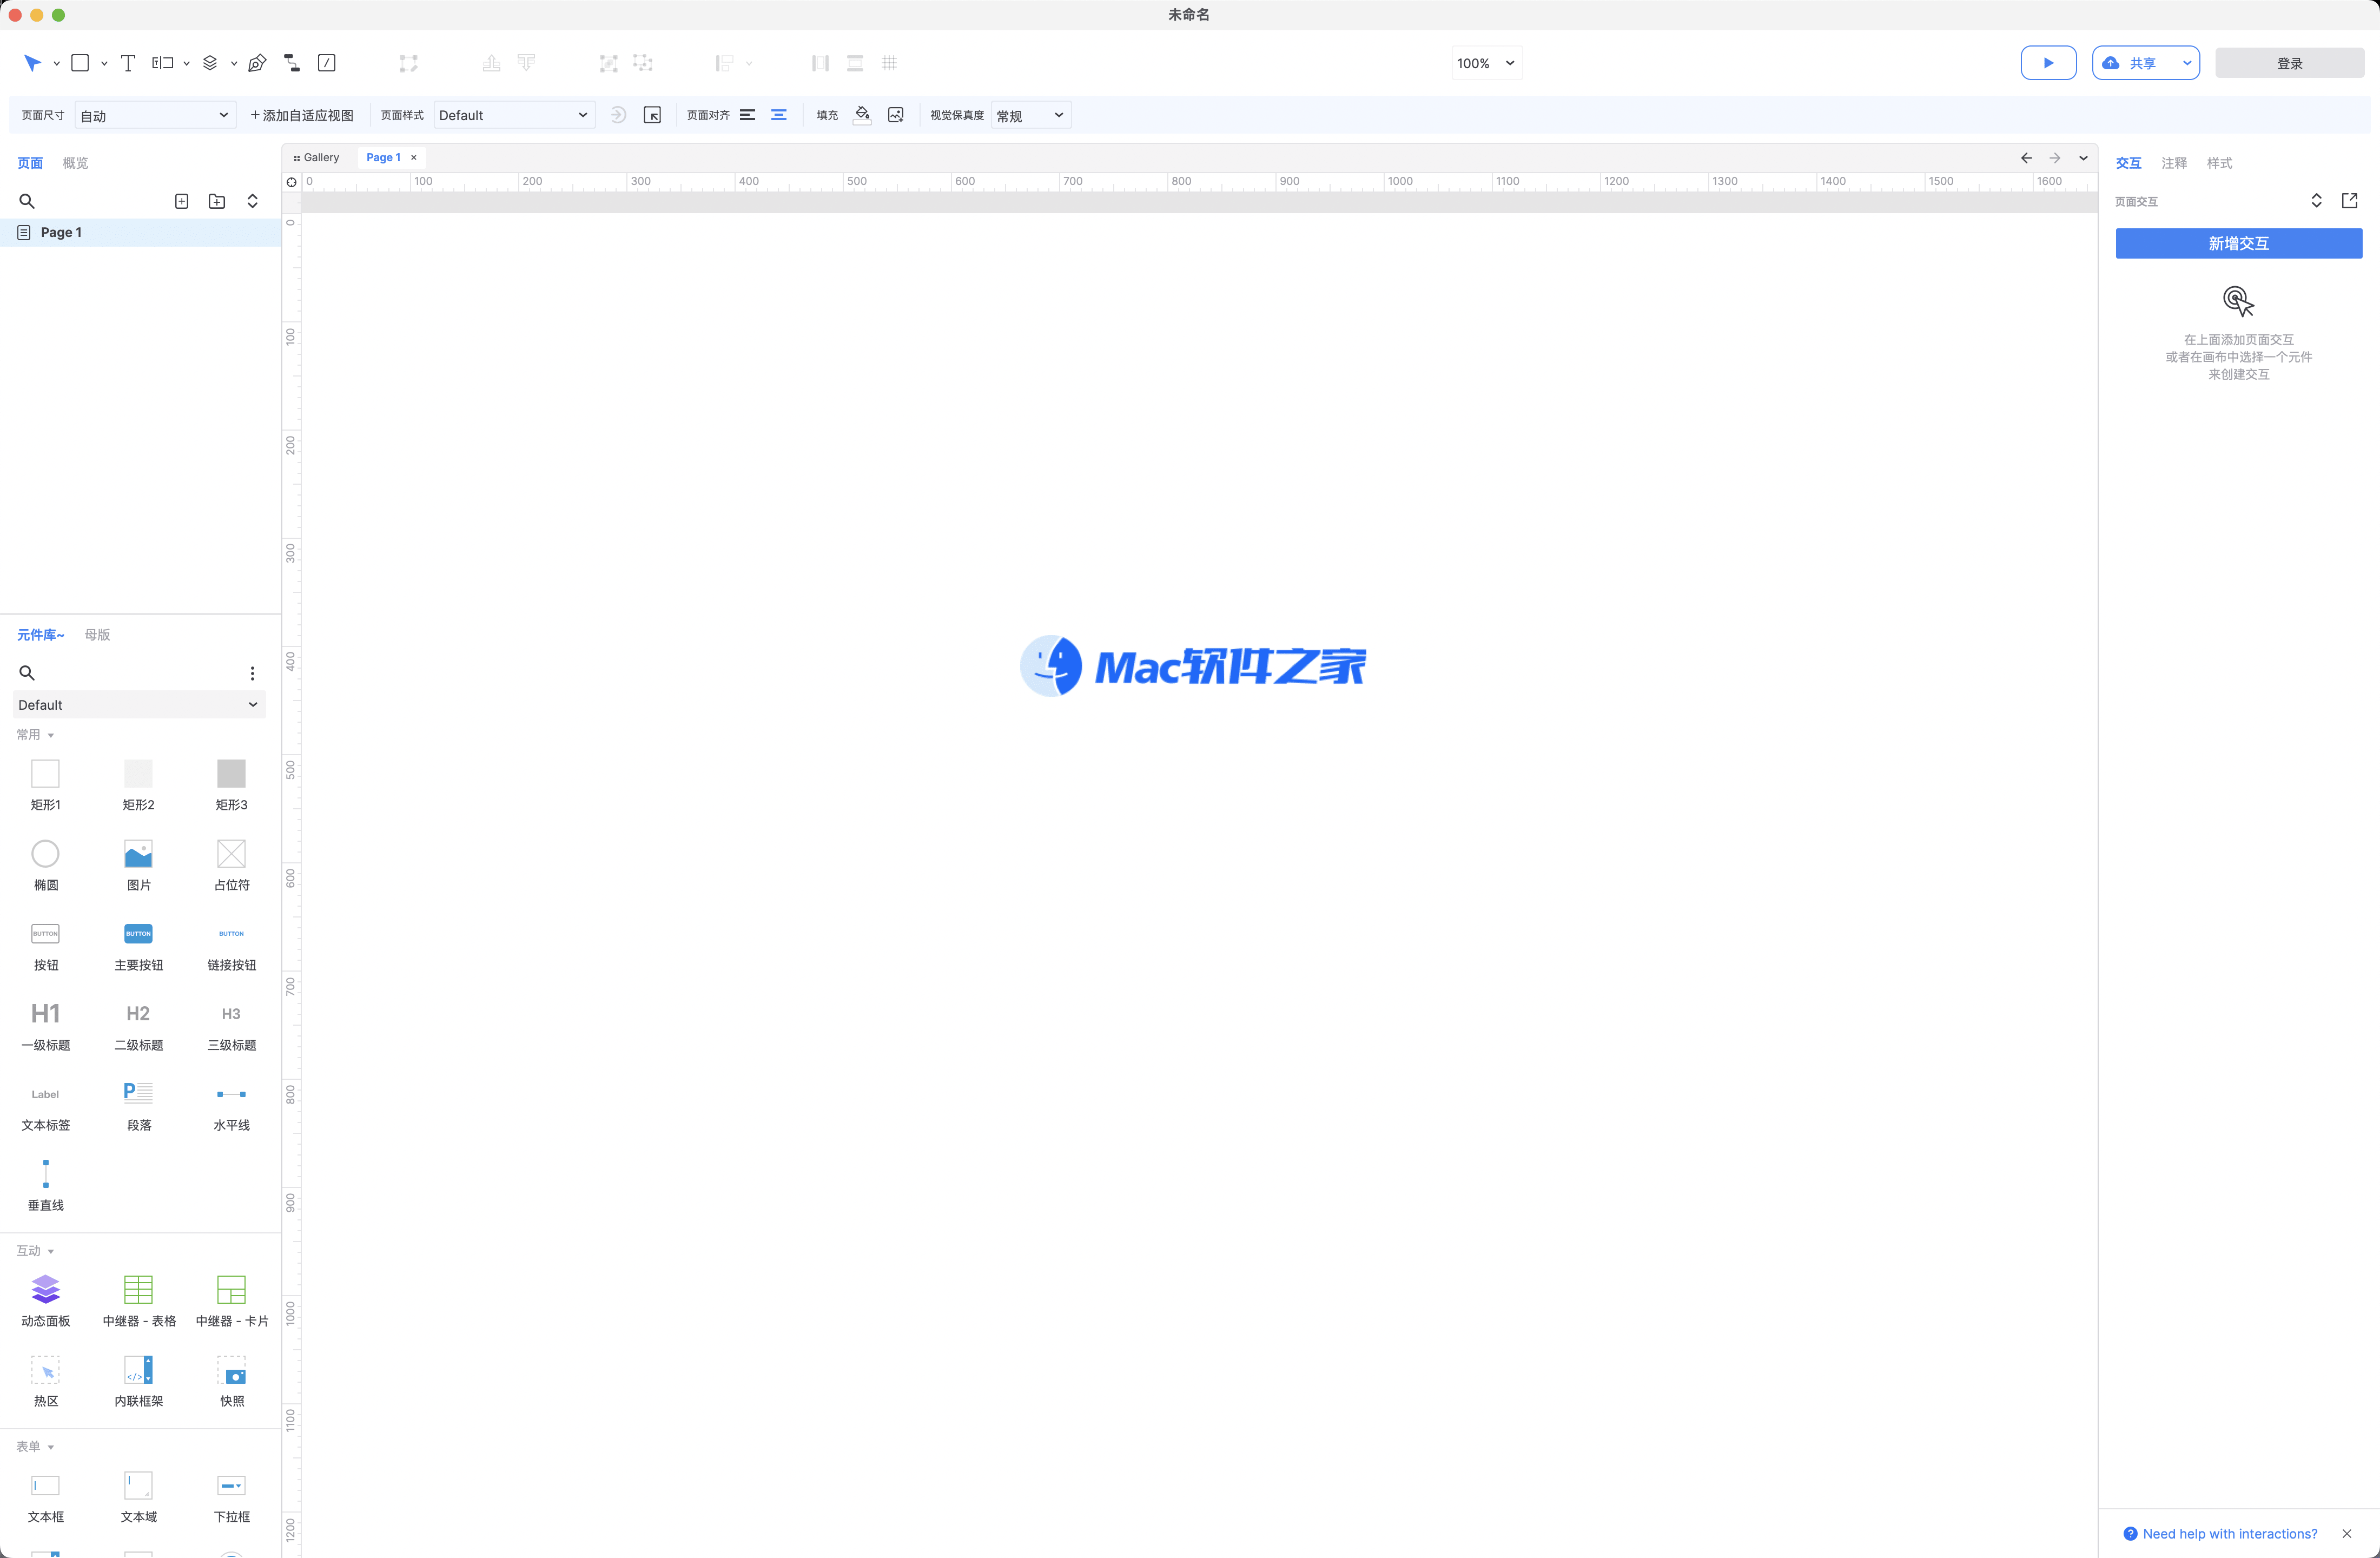 未命名
100%
共享
登录
页面尺寸
自动
+ 添加自适应视图
页面样式
Default
页面对齐
填充
视觉保真度
常规
页面
概览
Page 1
Gallery
Page 1
0 100 200 300 400 500 600 700 800 900 1000 1100 1200 1300 1400 1500 1600
0
100
200
300
400
500
600
700
800
900
1000
1100
1200
Mac软件之家
元件库~
母版
Default
常用
矩形1
矩形2
矩形3
椭圆
图片
占位符
BUTTON
BUTTON
BUTTON
按钮
主要按钮
链接按钮
H1
H2
H3
一级标题
二级标题
三级标题
Label
P
文本标签
段落
水平线
垂直线
互动
动态面板
中继器 - 表格
中继器 - 卡片
</>
热区
内联框架
快照
表单
文本框
文本域
下拉框
交互
注释
样式
页面交互
新增交互
在上面添加页面交互
或者在画布中选择一个元件
来创建交互
Need help with interactions?